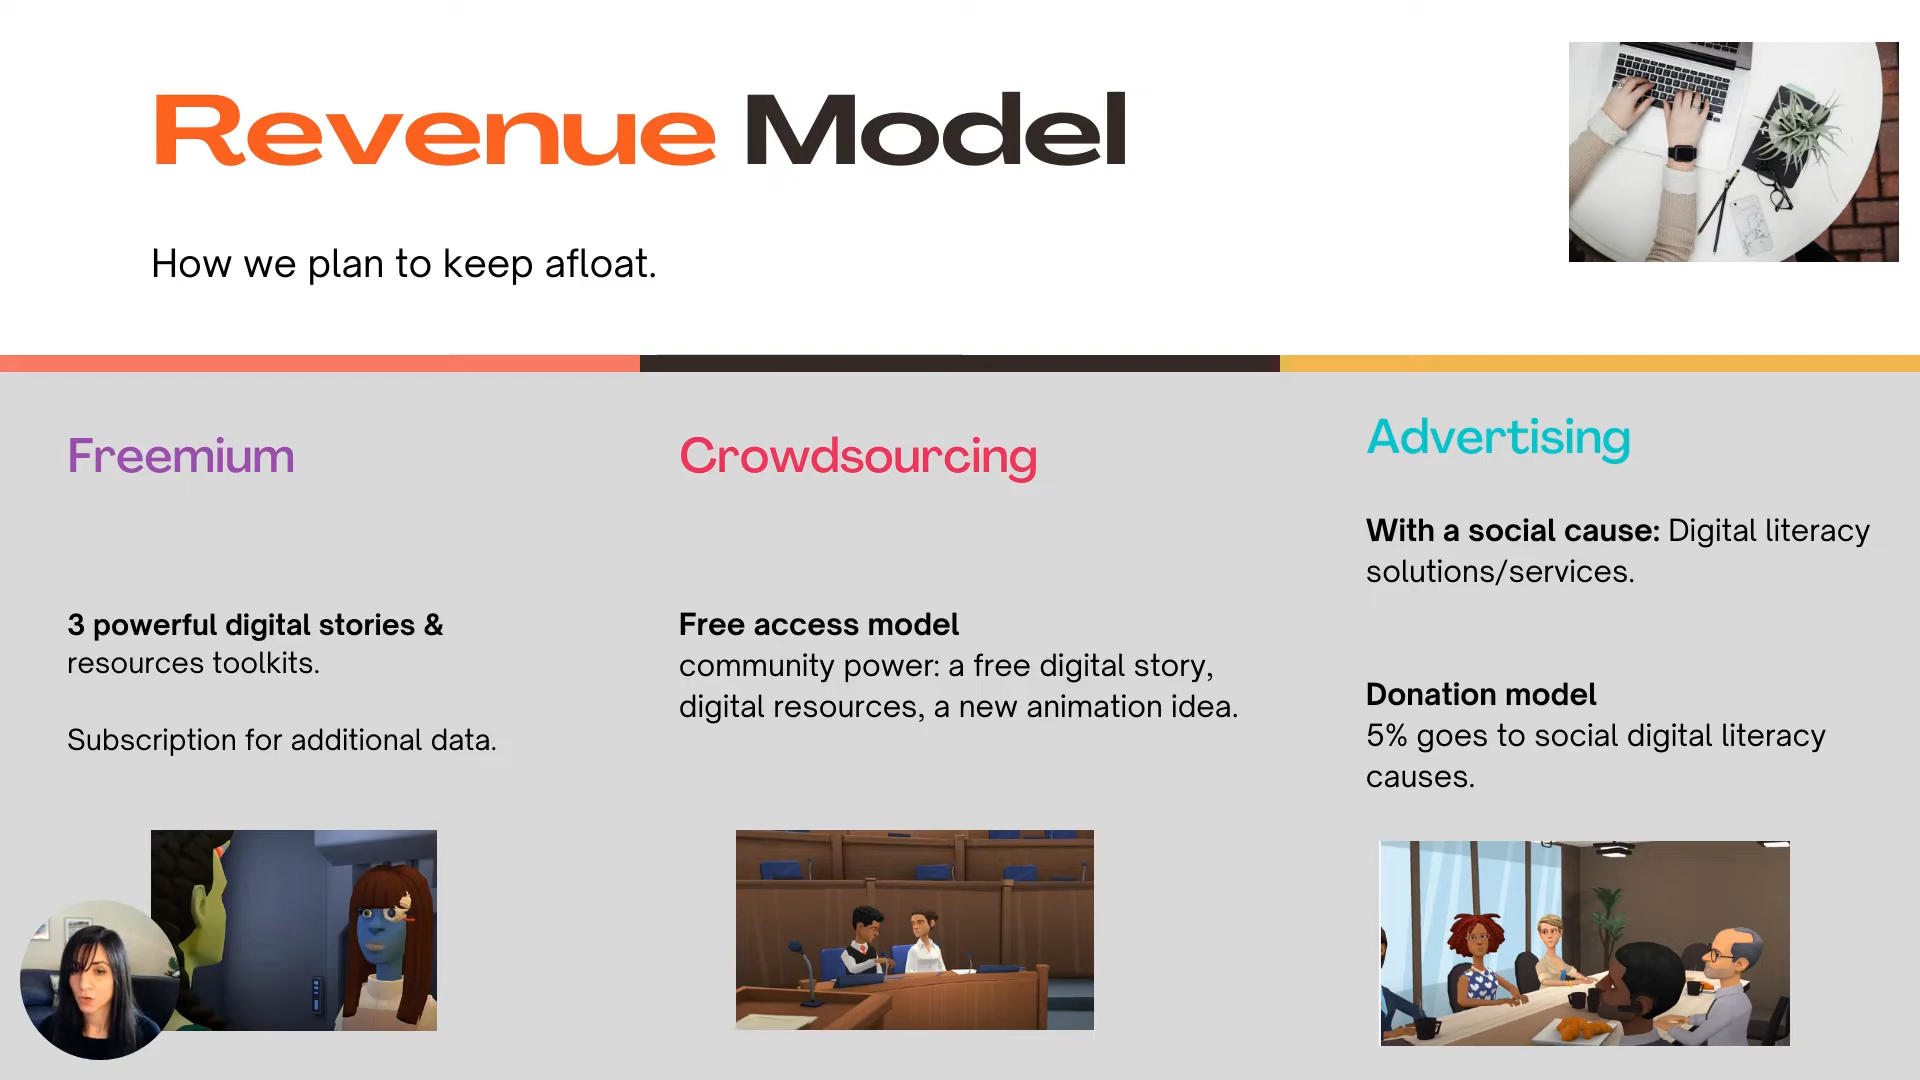 Revenue Model
How we plan to keep afloat.
Freemium
3 powerful digital stories &
resources toolkits.
Subscription for additional data.
Crowdsourcing
Free access model
community power: a free digital story,
digital resources, a new animation idea.
Advertising
With a social cause: Digital literacy
solutions/services.
Donation model
5% goes to social digital literacy
causes.